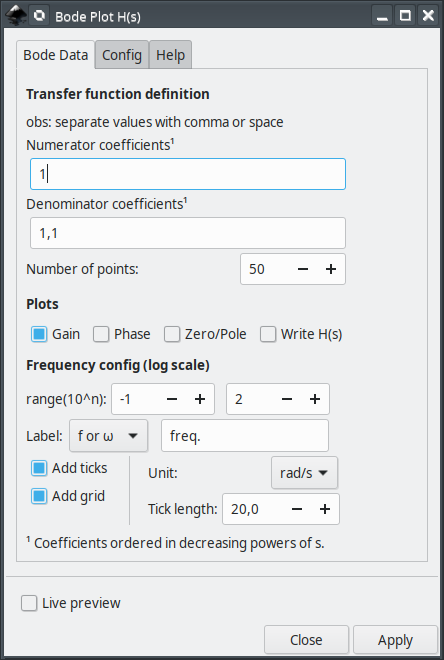 Bode Plot H(s)
Bode Data Config Help
Transfer function definition
obs: separate values with comma or space
Numerator coefficients¹
1
Denominator coefficients¹
1,1
Number of points: 50 − +
Plots
Gain Phase Zero/Pole Write H(s)
Frequency config (log scale)
range(10^n): -1 − + 2 − +
Label: f or ω freq.
Add ticks Unit: rad/s
Add grid Tick length: 20,0 − +
¹ Coefficients ordered in decreasing powers of s.
Live preview
Close Apply